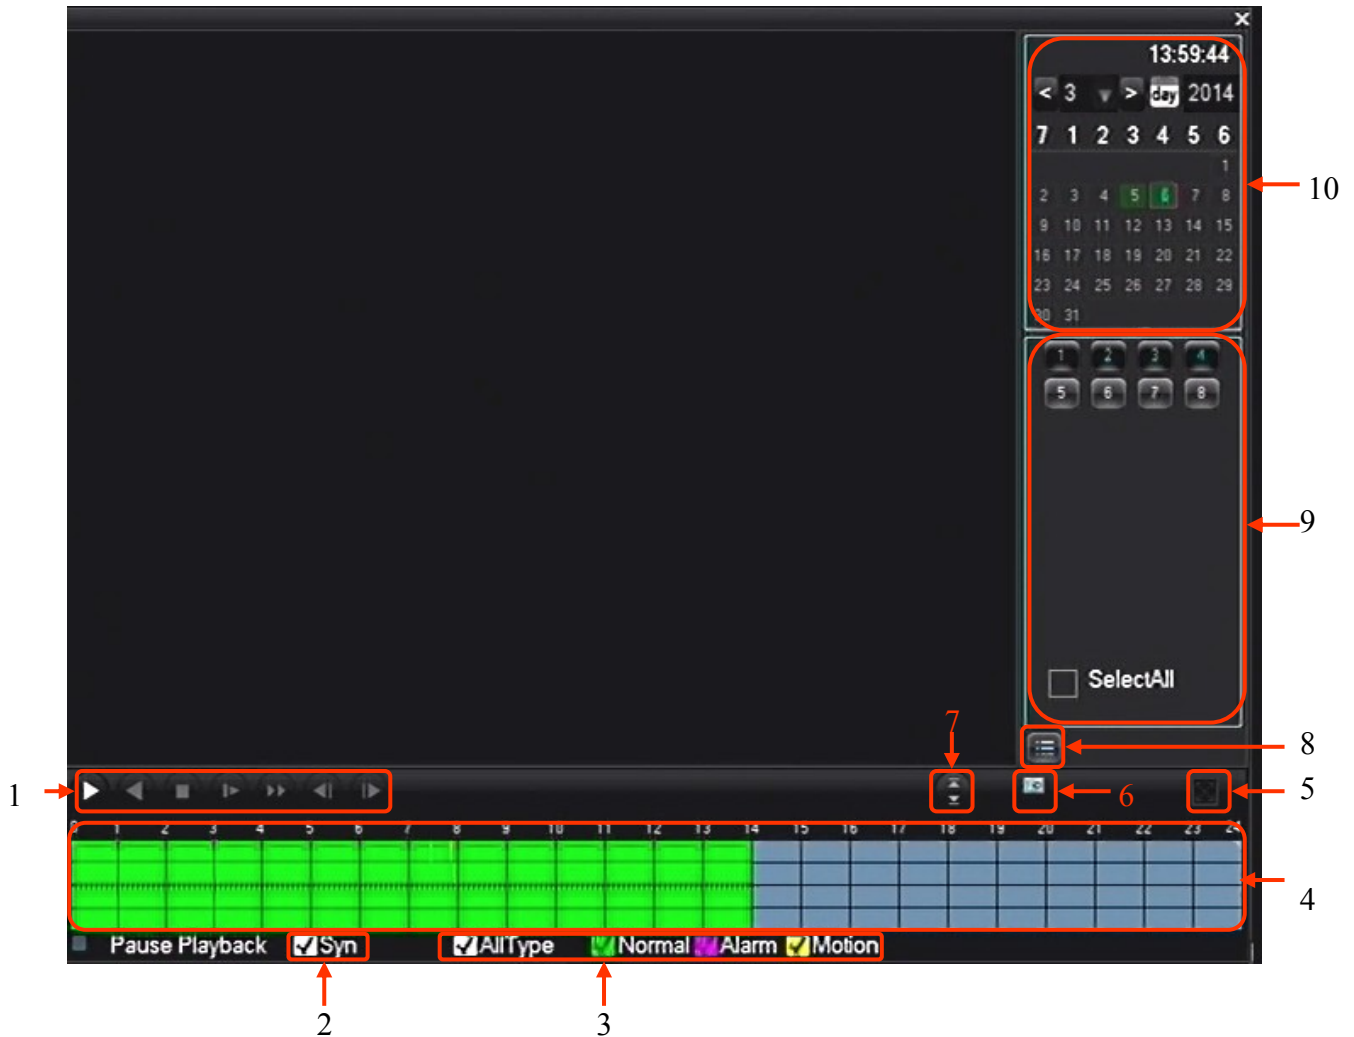 X
13:59:44
< 3 > day 2014
7 1 2 3 4 5 6
1
2 3 4 5 6 7 8
9 10 11 12 13 14 15
16 17 18 19 20 21 22
23 24 25 26 27 28 29
30 31
10
1 2 3 4
5 6 7 8
9
SelectAll
7
8
1
6
5
0 1 2 3 4 5 6 7 8 9 10 11 12 13 14 15 16 17 18 19 20 21 22 23 24
4
Pause Playback Syn AllType Normal Alarm Motion
2
3